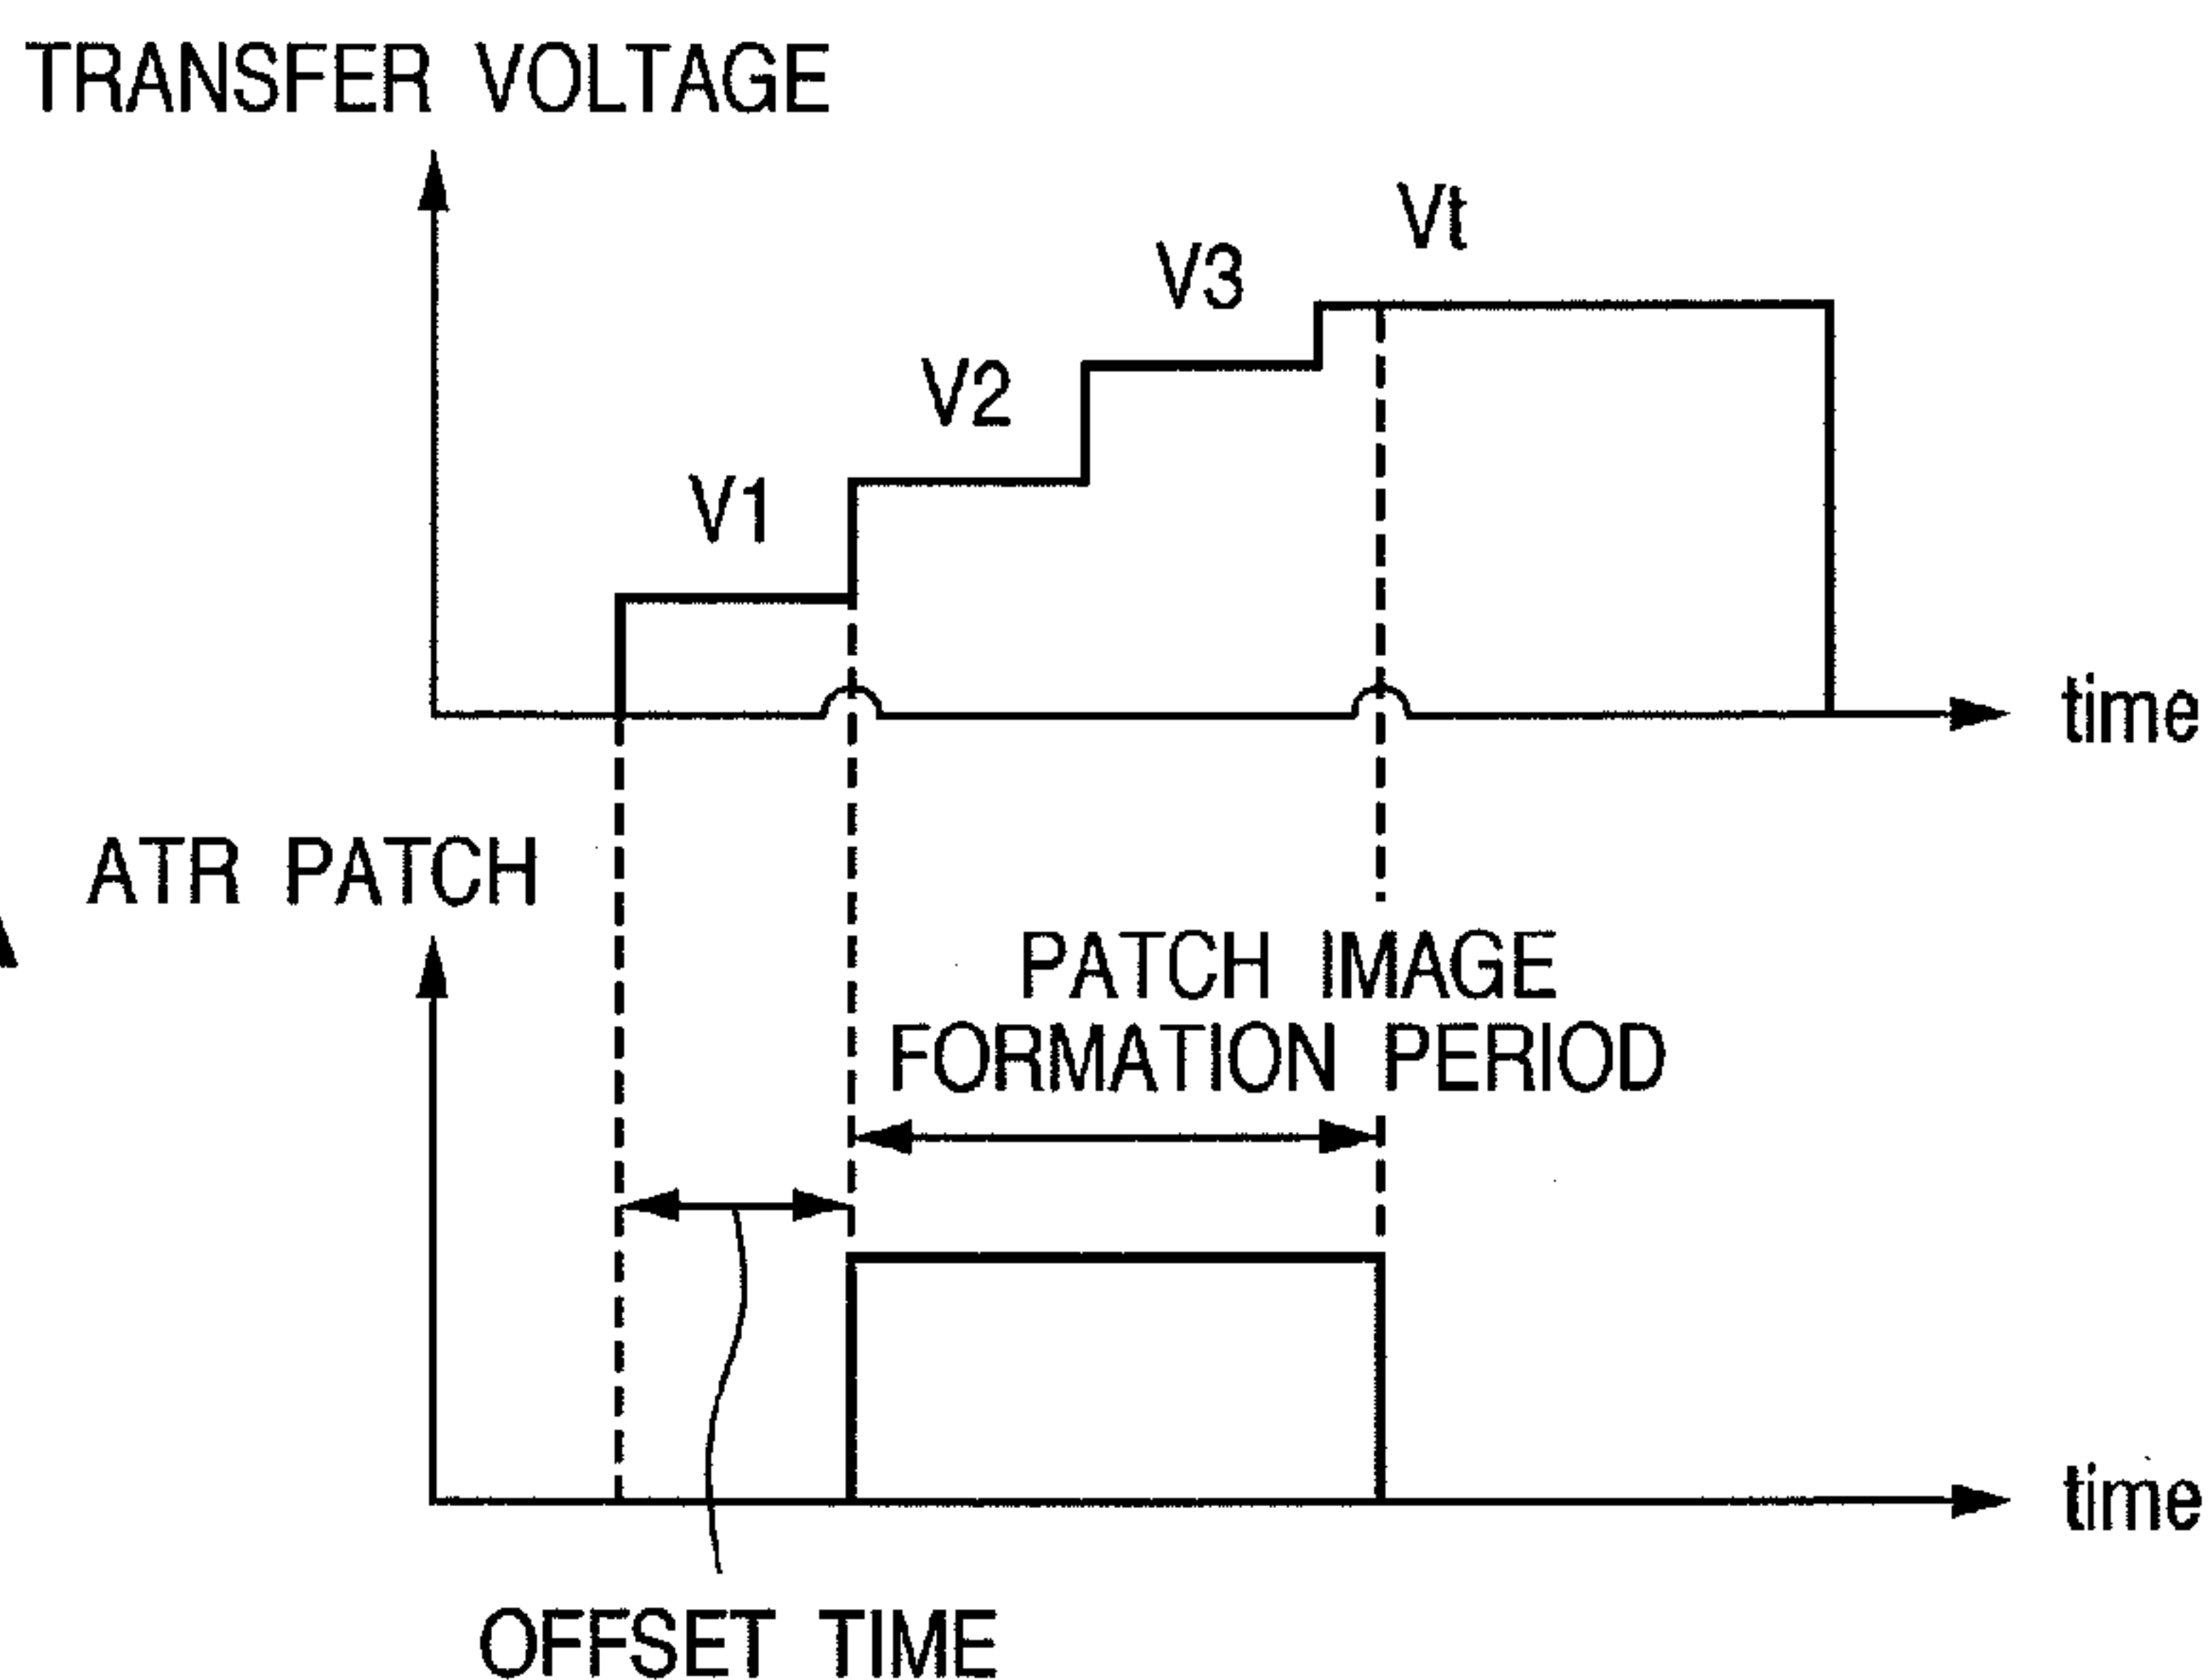 TRANSFER VOLTAGE
Vt
V3
V2
V1
time
ATR PATCH
PATCH IMAGE
FORMATION PERIOD
time
OFFSET TIME